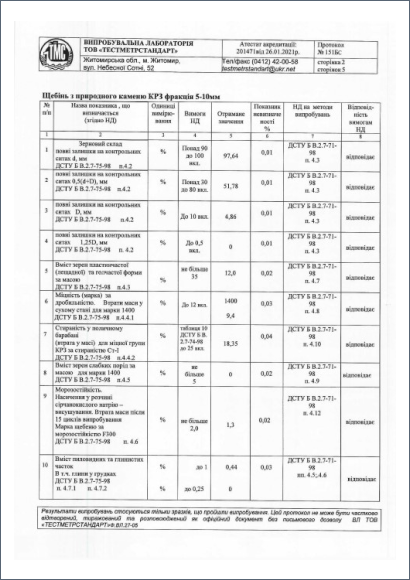 ТМС
ВИПРОБУВАЛЬНА ЛАБОРАТОРІЯ
ТОВ «ТЕСТМЕТРСТАНДАРТ»
Атестат акредитації:
201471від 26.01.2021р.
Протокол
№ 151БС
Житомирська обл., м. Житомир,
вул. Небесної Сотні, 52
Тел/факс (0412) 42-00-58
testmetrstandart@ukr.net
сторінка 2
сторінок 5
Щебінь з природного каменю КРЗ фракція 5-10мм
№ п/п
Назва показника , що визначається (згідно НД)
Одиниці вимірю-вання
Вимоги НД
Отримане значення
Показник невизначеності %
НД на методи випробувань
Відповід-ність вимогам НД
1 2 3 4 5 6 7 8
1
Зерновий склад
повні залишки на контрольних
ситах d, мм
ДСТУ Б В.2.7-75-98 п.4.2
%
Понад 90
до 100
вкл.
97,64
0,01
ДСТУ Б В.2.7-71-
98
п. 4.3
відповідає
2
повні залишки на контрольних
ситах 0,5(d+D), мм
ДСТУ Б В.2.7-75-98 п.4.2
%
Понад 30
до 80 вкл.
51,78
0,01
ДСТУ Б В.2.7-71-
98
п. 4.3
відповідає
3
повні залишки на контрольних
ситах D, мм
ДСТУ Б В.2.7-75-98 п.4.2
%
До 10 вкл.
4,86
0,01
ДСТУ Б В.2.7-71-
98
п. 4.3
відповідає
4
повні залишки на контрольних
ситах 1,25D, мм
ДСТУ Б В.2.7-75-98 п. 4.2
%
До 0,5
вкл.
0
0,01
ДСТУ Б В.2.7-71-
98
п. 4.3
відповідає
5
Вміст зерен пластинчатої
(лещадної) та голчастої форми
за масою
ДСТУ Б В.2.7-75-98 п.4.3
%
не більше
35
12,0
0,02
ДСТУ Б В.2.7-71-
98
п. 4.7
відповідає
6
Міцність (марка) за
дробильністю. Втрати маси у
сухому стані для марки 1400
ДСТУ Б В.2.7-75-98 п.4.4.1
%
До 12 вкл.
1400
9,4
0,03
ДСТУ Б В.2.7-71-
98
п. 4.8
відповідає
7
Стираність у поличному
барабані
(втрата у масі) для міцної групи
КРЗ за стираністю Ст-I
ДСТУ Б В.2.7-75-98 п.4.4.2
%
таблиця 10
ДСТУ Б В.
2.7-74-98
до 25 вкл.
18,35
0,04
ДСТУ Б В.2.7-71-
98
п. 4.10
відповідає
8
Вміст зерен слабких порід за
масою для марки 1400
ДСТУ Б В.2.7-75-98 п.4.5
%
не
більше
5
0
0,02
ДСТУ Б В.2.7-71-
98
п. 4.9
відповідає
9
Морозостійкість.
Насичення у розчині
сірчанокислого натрію –
висушування. Втрата маси після
15 циклів випробування
Марка щебеню за
морозостійкістю F300
ДСТУ Б В.2.7-75-98 п. 4.6
%
не більше
2,0
1,3
0,02
ДСТУ Б В.2.7-71-
98
п. 4.12
відповідає
10
Вміст пиловидних та глинистих
часток
В т.ч. глини у грудках
ДСТУ Б В.2.7-75-98
п. 4.7.1 п. 4.7.2
%
%
до 1
до 0,25
0,44
0
0,03
ДСТУ Б В.2.7-71-
98
пп. 4.5;.4.6
відповідає
Результати випробувань стосуються тільки зразків, що пройшли випробування. Цей протокол не може бути частково
відтворений, тиражований та розповсюджений як офіційний документ без письмового дозволу ВЛ ТОВ
«ТЕСТМЕТРСТАНДАРТ»